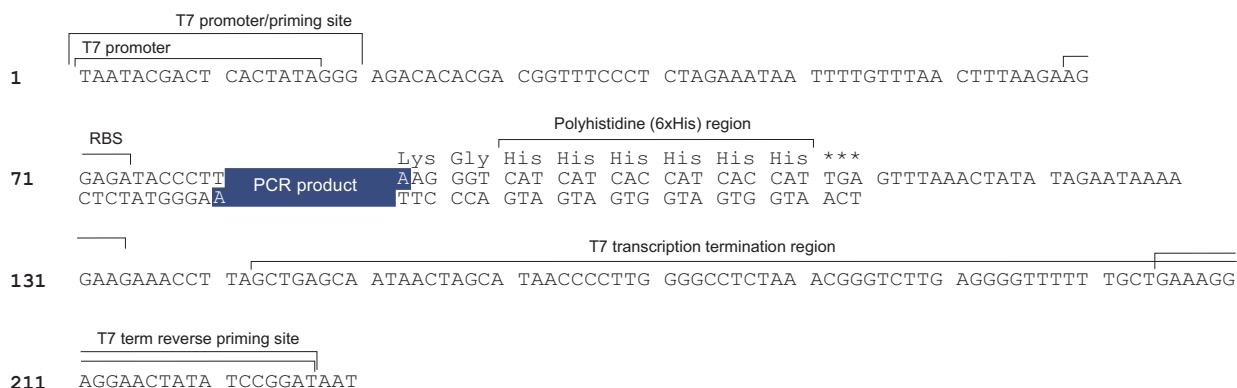 T7 promoter/priming site
T7 promoter
1 TAATACGACT CACTATAGGG AGACACACGA CGGTTTCCCT CTAGAAATAA TTTTGTTTAA CTTTAAGAAG
RBS
Polyhistidine (6xHis) region
Lys Gly His His His His His His ***
71 GAGATACCCTT PCR product AAG GGT CAT CAT CAC CAT CAC CAT TGA GTTTAAACTATA TAGAATAAAA
CTCTATGGGAA TTC CCA GTA GTA GTG GTA GTG GTA ACT
T7 transcription termination region
131 GAAGAAACCT TAGCTGAGCA ATAACTAGCA TAACCCCTTG GGGCCTCTAA ACGGGTCTTG AGGGGTTTTT TGCTGAAAGG
T7 term reverse priming site
211 AGGAACTATA TCCGGATAAT